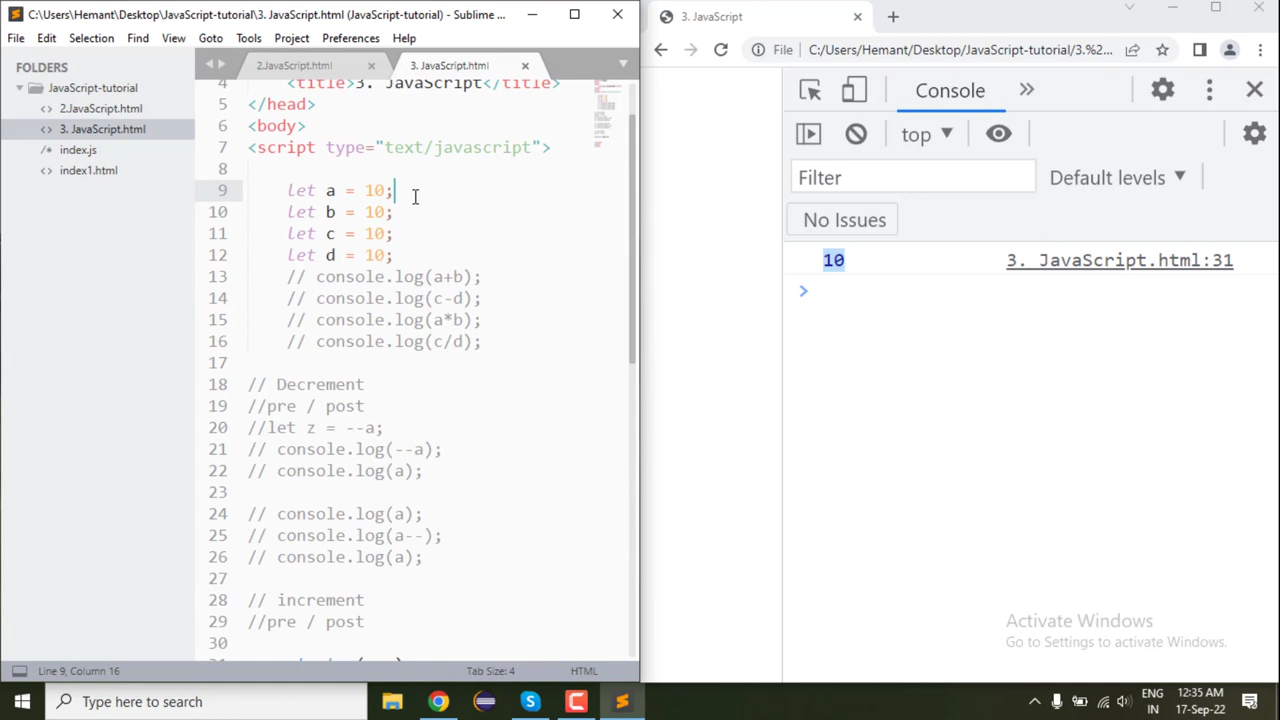 C:\Users\Hemant\Desktop\JavaScript-tutorial\3. JavaScript.html (JavaScript-tutorial) - Sublime ...
File Edit Selection Find View Goto Tools Project Preferences Help
FOLDERS
JavaScript-tutorial
2.JavaScript.html
3. JavaScript.html
index.js
index1.html
2.JavaScript.html
3. JavaScript.html
4 <title>3. JavaScript</title>
5 </head>
6 <body>
7 <script type="text/javascript">
8
9 let a = 10;
10 let b = 10;
11 let c = 10;
12 let d = 10;
13 // console.log(a+b);
14 // console.log(c-d);
15 // console.log(a*b);
16 // console.log(c/d);
17
18 // Decrement
19 //pre / post
20 //let z = --a;
21 // console.log(--a);
22 // console.log(a);
23
24 // console.log(a);
25 // console.log(a--);
26 // console.log(a);
27
28 // increment
29 //pre / post
30
Line 9, Column 16
Tab Size: 4
HTML
3. JavaScript
File C:/Users/Hemant/Desktop/JavaScript-tutorial/3.%2...
Console
top
Filter
Default levels
No Issues
10 3. JavaScript.html:31
Activate Windows
Go to Settings to activate Windows.
Type here to search
ENG
IN
12:35 AM
17-Sep-22